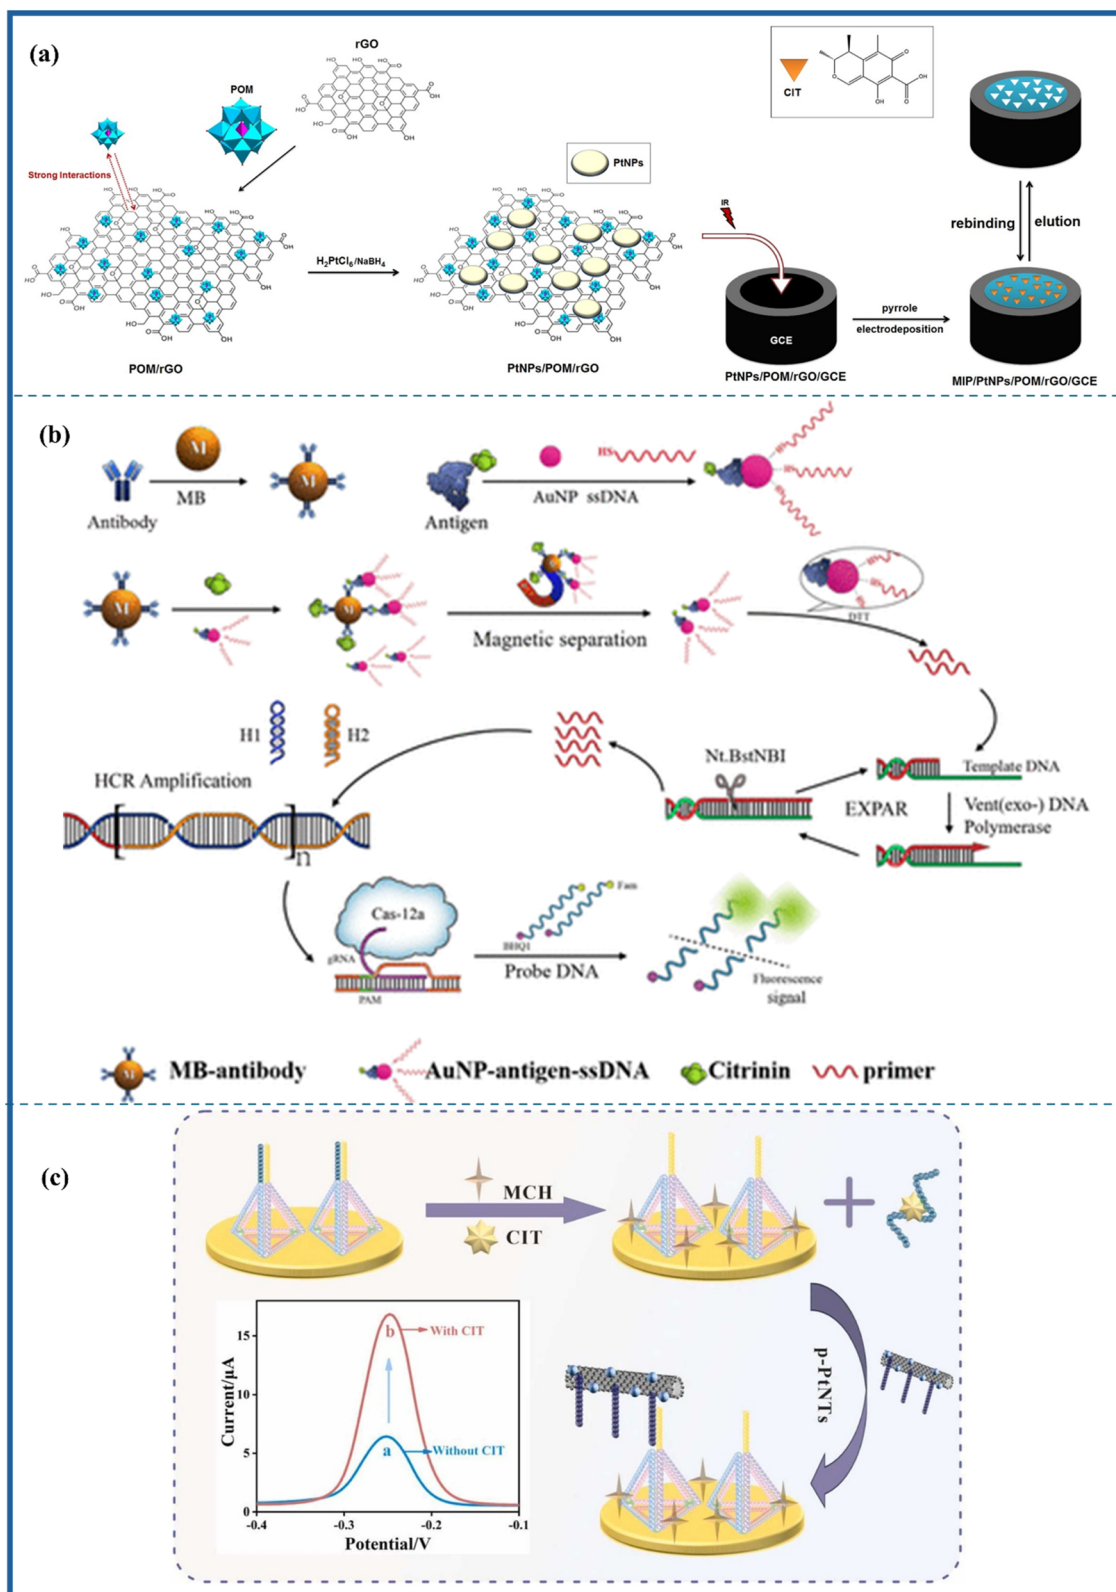 (a)
rGO
POM
Strong Interactions
POM/rGO
H2PtCl6/NaBH4
PtNPs
PtNPs/POM/rGO
CIT
IR
GCE
PtNPs/POM/rGO/GCE
pyrrole
electrodeposition
rebinding
elution
MIP/PtNPs/POM/rGO/GCE
(b)
Antibody
M
MB
M
Antigen
HS
AuNP ssDNA
M
M
Magnetic separation
DTT
H1
H2
HCR Amplification
n
Nt.BstNBI
EXPAR
Template DNA
Vent(exo-) DNA
Polymerase
Cas-12a
gRNA
PAM
Fam
BHQ1
Probe DNA
Fluorescence
signal
M
MB-antibody
AuNP-antigen-ssDNA
Citrinin
primer
(c)
MCH
CIT
p-PtNTs
Current/μA
15
10
5
0
b
With CIT
a
Without CIT
-0.4
-0.3
-0.2
-0.1
Potential/V